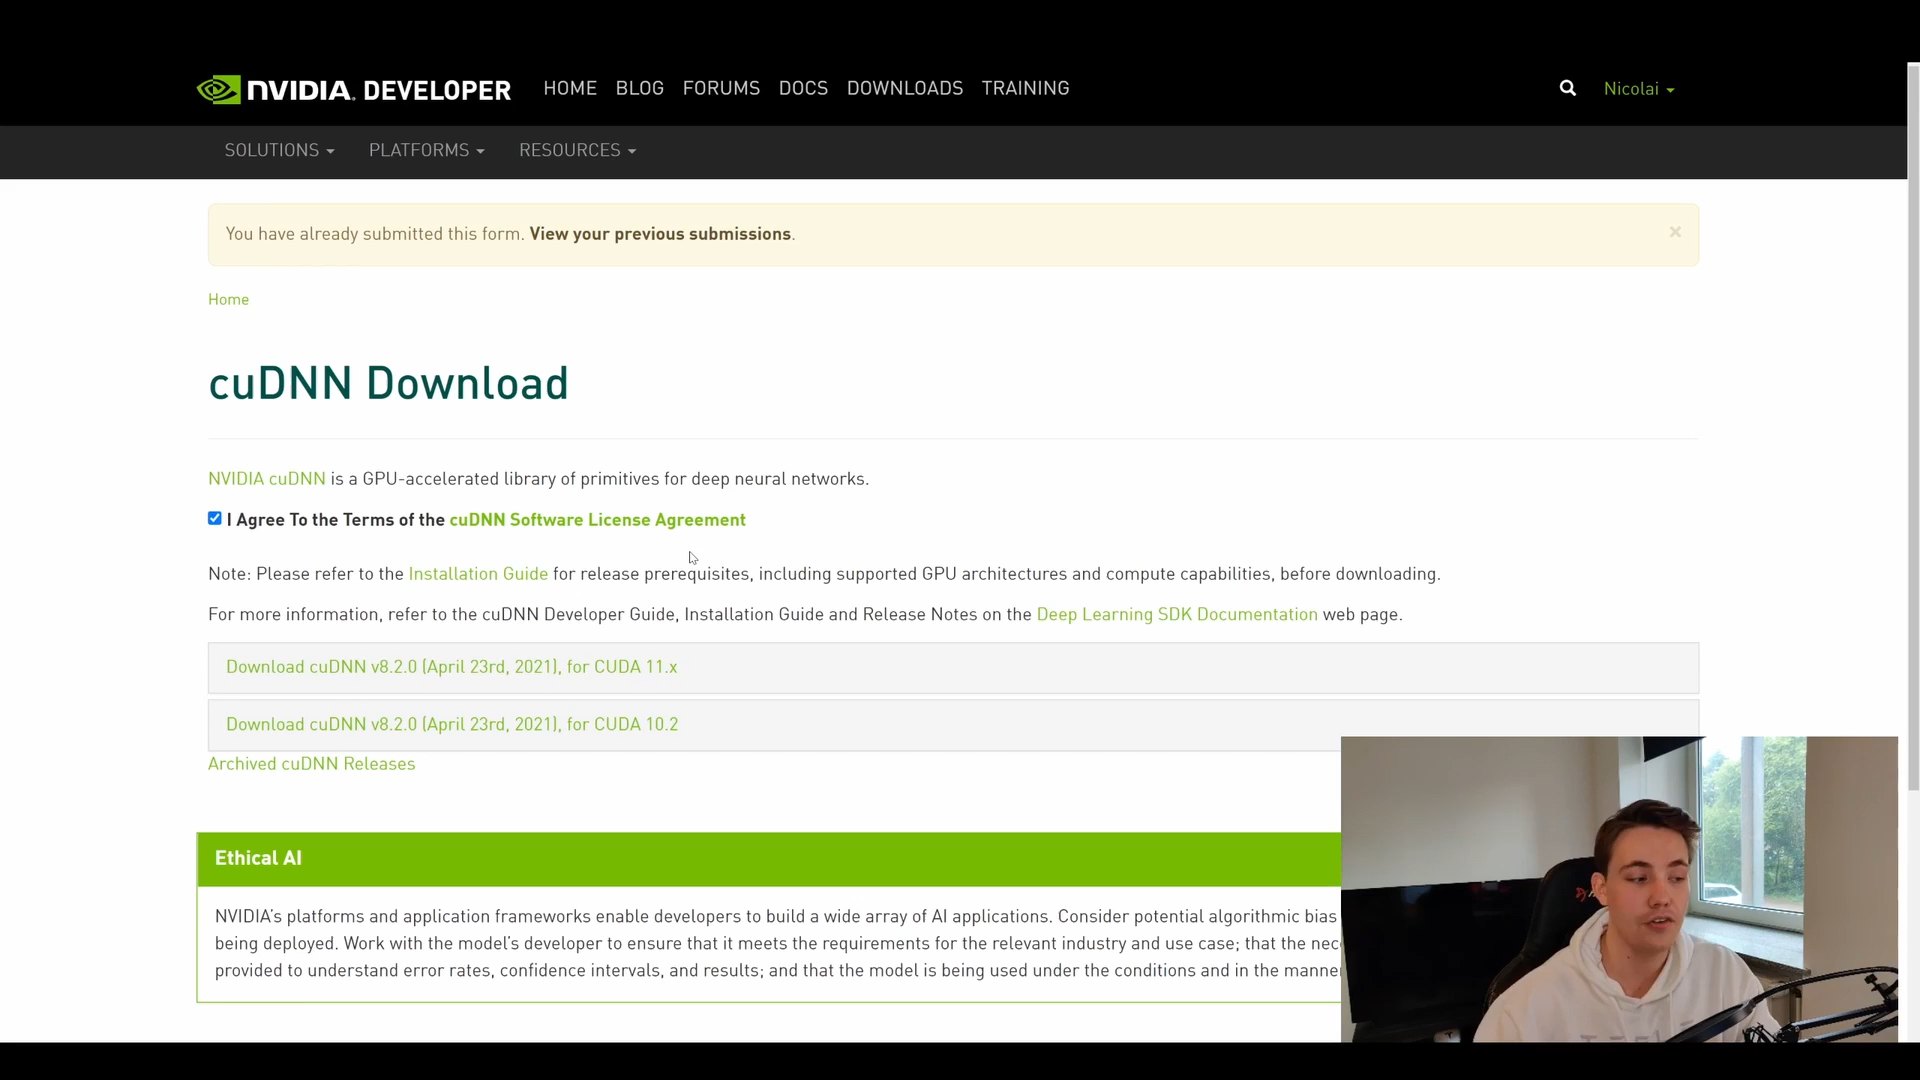 NVIDIA. DEVELOPER
HOME BLOG FORUMS DOCS DOWNLOADS TRAINING
Nicolai
SOLUTIONS PLATFORMS RESOURCES
You have already submitted this form. View your previous submissions.
×
Home
cuDNN Download
NVIDIA cuDNN is a GPU-accelerated library of primitives for deep neural networks.
I Agree To the Terms of the cuDNN Software License Agreement
Note: Please refer to the Installation Guide for release prerequisites, including supported GPU architectures and compute capabilities, before downloading.
For more information, refer to the cuDNN Developer Guide, Installation Guide and Release Notes on the Deep Learning SDK Documentation web page.
Download cuDNN v8.2.0 (April 23rd, 2021), for CUDA 11.x
Download cuDNN v8.2.0 (April 23rd, 2021), for CUDA 10.2
Archived cuDNN Releases
Ethical AI
NVIDIA's platforms and application frameworks enable developers to build a wide array of AI applications. Consider potential algorithmic bias
being deployed. Work with the model's developer to ensure that it meets the requirements for the relevant industry and use case; that the
provided to understand error rates, confidence intervals, and results; and that the model is being used under the conditions and in the